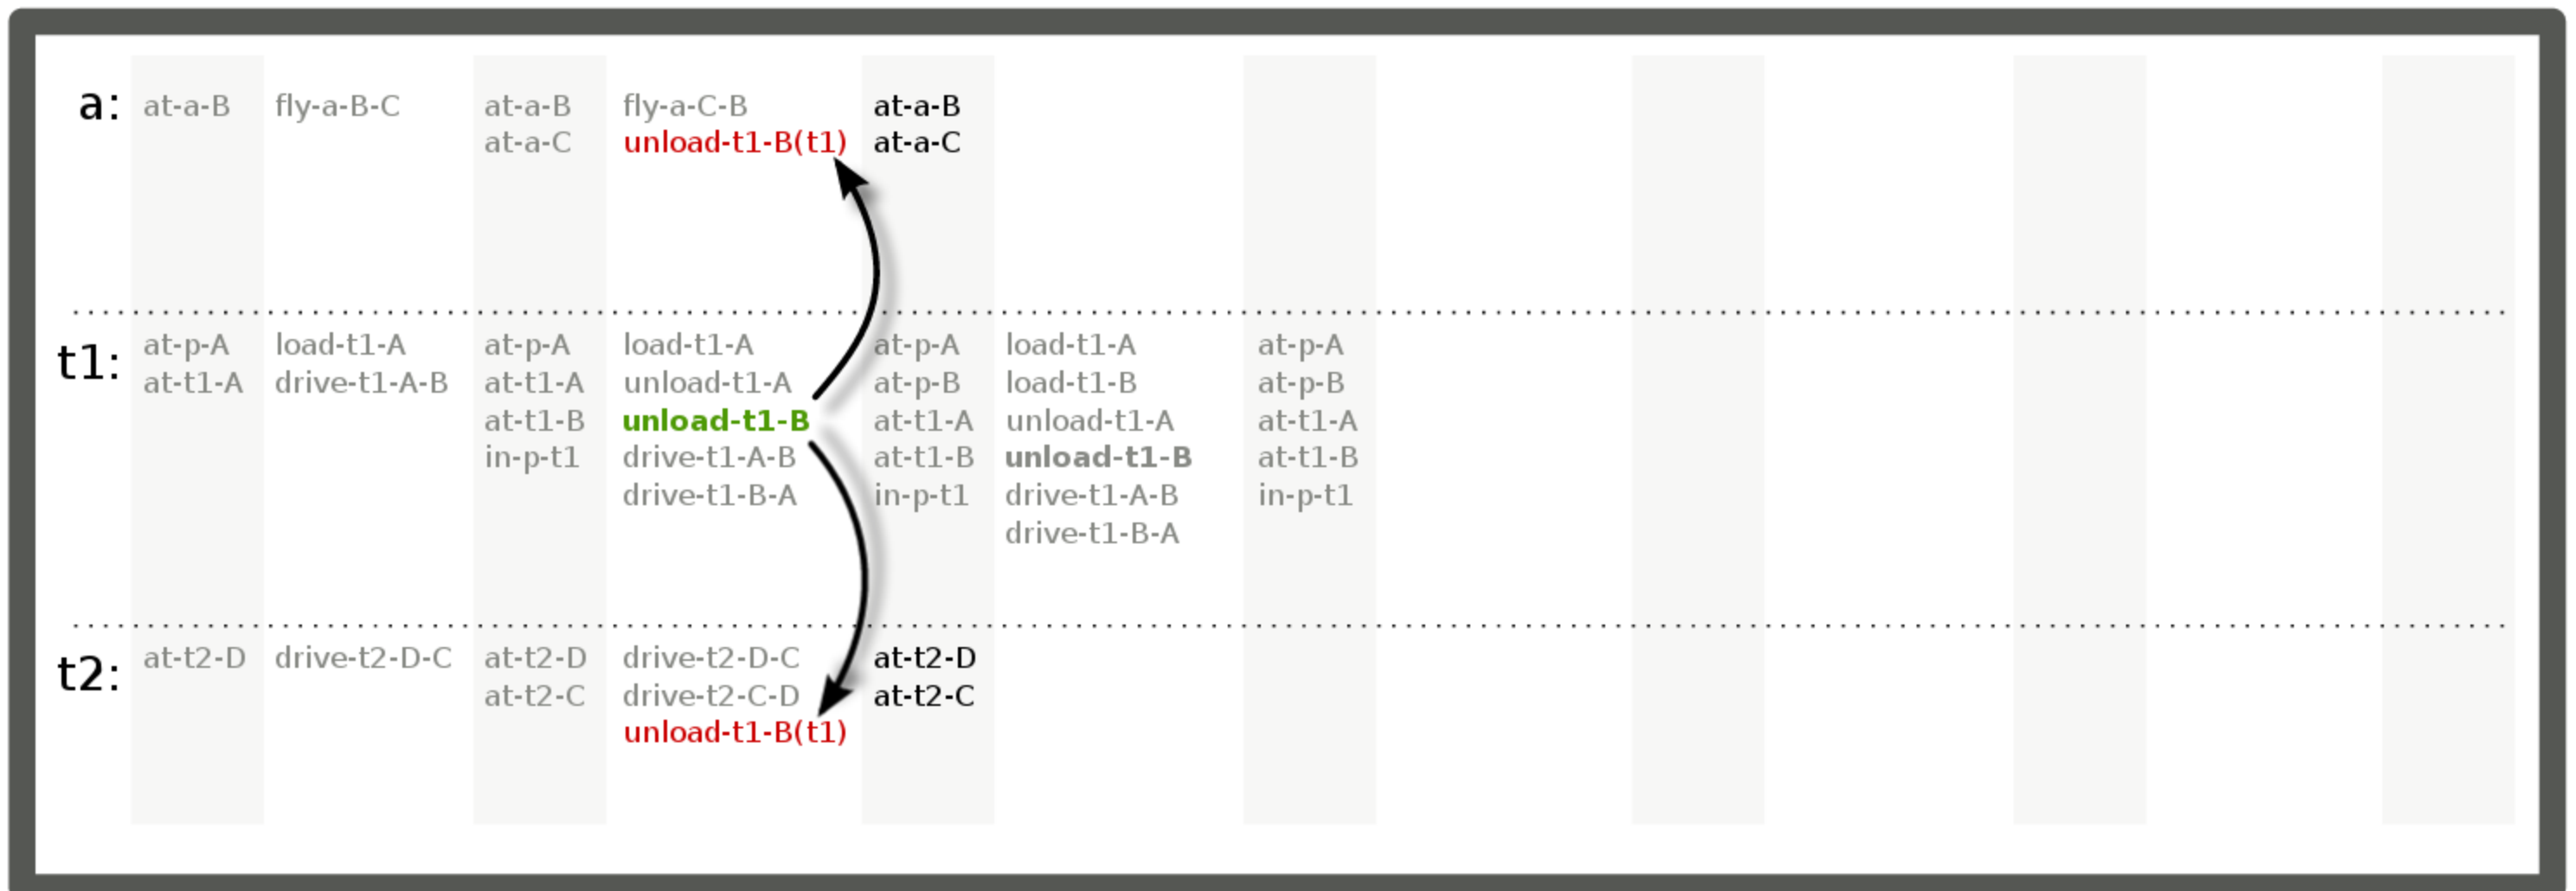 a: at-a-B fly-a-B-C at-a-B fly-a-C-B at-a-B
at-a-C unload-t1-B(t1) at-a-C
t1: at-p-A load-t1-A at-p-A load-t1-A at-p-A load-t1-A at-p-A
at-t1-A drive-t1-A-B at-t1-A unload-t1-A at-p-B load-t1-B at-p-B
at-t1-B unload-t1-B at-t1-A unload-t1-A at-t1-A
in-p-t1 drive-t1-A-B at-t1-B unload-t1-B at-t1-B
drive-t1-B-A in-p-t1 drive-t1-A-B in-p-t1
drive-t1-B-A
t2: at-t2-D drive-t2-D-C at-t2-D drive-t2-D-C at-t2-D
at-t2-C drive-t2-C-D at-t2-C
unload-t1-B(t1)